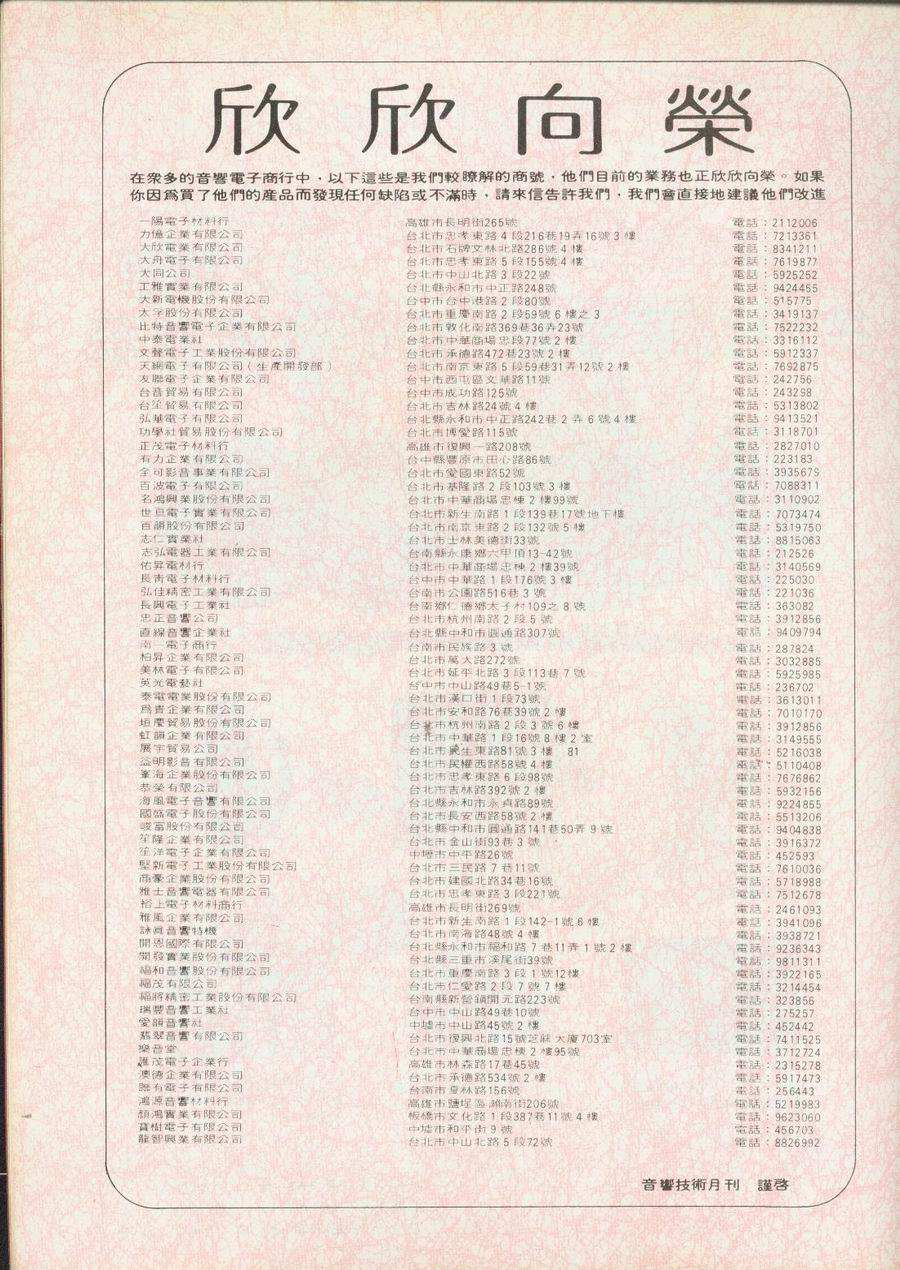 欣欣向榮
在衆多的音響電子商行中，以下這些是我們較瞭解的商號，他們目前的業務也正欣欣向榮。如果
你因爲買了他們的產品而發現任何缺陷或不滿時，請來信告許我們，我們會直接地建議他們改進
一陽電子材料行 高雄市長明街265號 電話：2112006
力億企業有限公司 台北市忠孝東路4段216巷19弄16號3樓 電話：7213361
大欣電業有限公司 台北市石牌文林北路286號4樓 電話：8341211
大舟電子有限公司 台北市忠孝東路5段155號4樓 電話：7619877
大同公司 台北市中山北路3段22號 電話：5925252
工雅實業有限公司 台北縣永和市中正路248號 電話：9424455
大新電機股份有限公司 台中市台中港路2段80號 電話：515775
太孚股份有限公司 台北市重慶南路2段59號6樓之3 電話：3419137
比特音響電子企業有限公司 台北市敦化南路369巷36弄23號 電話：7522232
中泰電業社 台北市中華商場忠段77號2樓 電話：3316112
文聲電子工業股份有限公司 台北市承德路472巷23號2樓 電話：5912337
天網電子有限公司（生產開發部） 台北市南京東路5段59巷31弄12號2樓 電話：7692875
友聯電子企業有限公司 台中市西屯區文華路11號 電話：242756
台音貿易有限公司 台中市成功路125號 電話：243298
台笙貿易有限公司 台北市吉林路24號4樓 電話：5313802
弘華電子有限公司 台北縣永和市中正路242巷2弄6號4樓 電話：9413521
功學社貿易股份有限公司 台北市博愛路115號 電話：3118701
正茂電子材料行 高雄市復興一路208號 電話：2827010
有力企業有限公司 台中縣豐原市田心路86號 電話：223183
全可影音事業有限公司 台北市愛國東路52號 電話：3935679
百波電子有限公司 台北市基隆路2段103號3樓 電話：7088311
名鴻興業股份有限公司 台北市中華商場忠棟2樓99號 電話：3110902
世旦電子實業有限公司 台北市新生南路1段139巷17號地下樓 電話：7073474
百韻股份有限公司 台北市南京東路2段132號5樓 電話：5319750
志仁實業社 台北市士林美德街33號 電話：8815063
志弘電器工業有限公司 台南縣永康鄉六甲頂13-42號 電話：212526
佑昇電材行 台北市中華商場忠棟2樓39號 電話：3140569
長青電子材料行 台中市中華路1段176號3樓 電話：225030
弘佳精密工業有限公司 台南市公園路516巷3號 電話：221036
長興電子工業社 台南鄉仁德鄉太子村109之8號 電話：363082
忠正音響公司 台北市杭州南路2段5號 電話：3912856
直線音響企業社 台北縣中和市圓通路307號 電話：9409794
南一電子商行 台南市民族路3號 電話：287824
柏昇企業有限公司 台北市萬大路272號 電話：3032885
美林電子有限公司 台北市延平北路3段113巷7號 電話：5925985
英光電藝社 台中市中山路49巷5-1號 電話：236702
泰電電業股份有限公司 台北市漢口街1段73號 電話：3613011
爲貴企業有限公司 台北市安和路76巷39號2樓 電話：7010170
垣慶貿易股份有限公司 台北市杭州南路2段3號6樓 電話：3912856
虹韻企業有限公司 台北市中華路1段16號8樓2室 電話：3149555
展宇貿易公司 台北市民生東路81號3樓 81 電話：5216038
溢明影音有限公司 台北市民權西路58號4樓 電話：5110408
峯海企業股份有限公司 台北市忠孝東路6段98號 電話：7676862
恭榮有限公司 台北市吉林路392號2樓 電話：5932156
海風電子音響有限公司 台北縣永和市永貞路89號 電話：9224855
國盛電子股份有限公司 台北市長安西路58號2樓 電話：5513206
峻富股份有限公司 台北縣中和市圓通路141巷50弄9號 電話：9404838
笙隆企業有限公司 台北市金山街93巷3號 電話：3916372
笙洋電子企業有限公司 中壢市中平路26號 電話：452593
堅新電子工業股份有限公司 台北市三民路7巷11號 電話：7610036
商豪企業股份有限公司 台北市建國北路34巷16號 電話：5718988
雅士音響電器有限公司 台北市忠孝東路3段221號 電話：7512678
裕上電子材料商行 高雄市長明街269號 電話：2461093
雅風企業有限公司 台北市新生南路1段142-1號6樓 電話：3941096
詠眞音響特機 台北市南海路48號4樓 電話：3938721
開恩國際有限公司 台北縣永和市福和路7巷11弄1號2樓 電話：9236343
開發實業股份有限公司 台北縣三重市溪尾街39號 電話：9811311
福和音響股份有限公司 台北市重慶南路3段1號12樓 電話：3922165
福茂有限公司 台北市仁愛路2段7號7樓 電話：3214454
福將精密工業股份有限公司 台南縣新營鎮開元路223號 電話：323856
瑞豐音響工業社 台中市中山路49巷10號 電話：275257
愛韻音響社 中壢市中山路45號2樓 電話：452442
翡翠音響有限公司 台北市復興北路15號芝麻大廈703室 電話：7411525
樂音堂 台北市中華商場忠棟2樓95號 電話：3712724
進茂電子企業行 高雄市林森路17巷45號 電話：2315278
澳德企業有限公司 台北市承德路534號2樓 電話：5917473
聯有電子有限公司 台南市夏林路156號 電話：256443
鴻源音響材料行 高雄市鹽埕區瀨南街206號 電話：5219983
顏鴻實業有限公司 板橋市文化路1段387巷11號4樓 電話：9623060
寶樹電子有限公司 中壢市和平街9號 電話：456703
龍智興業有限公司 台北市中山北路5段72號 電話：8826992
音響技術月刊 謹啓